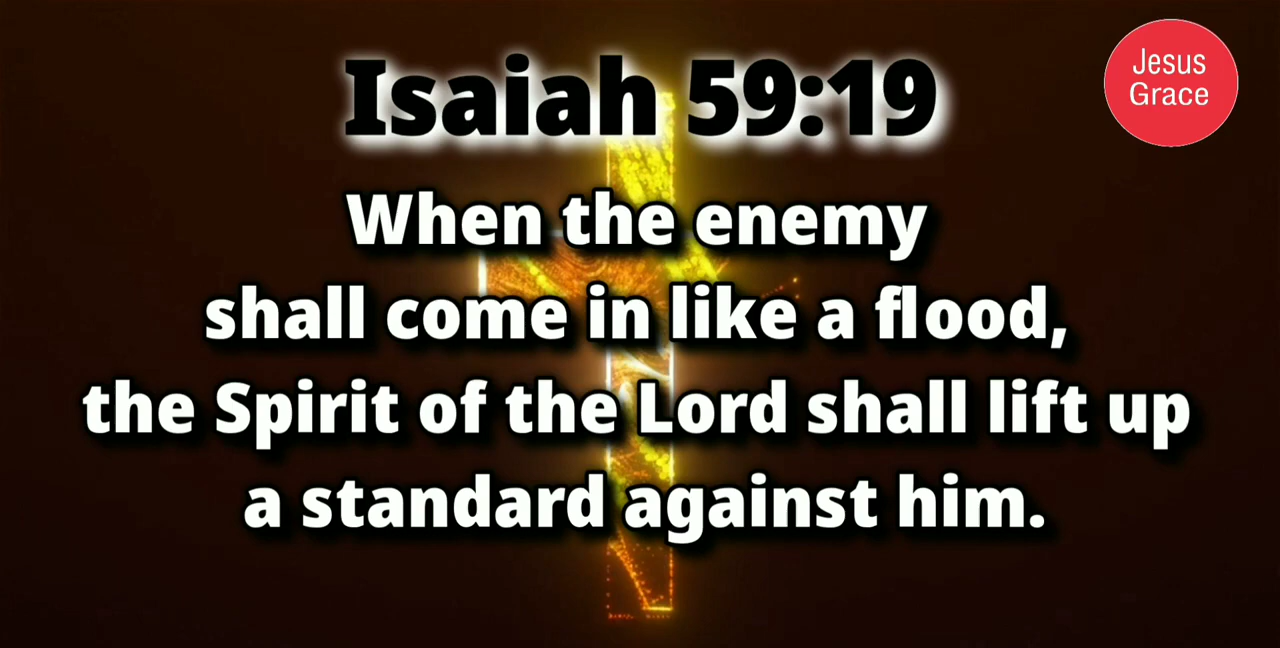 Isaiah 59:19
Jesus
Grace
When the enemy
shall come in like a flood,
the Spirit of the Lord shall lift up
a standard against him.